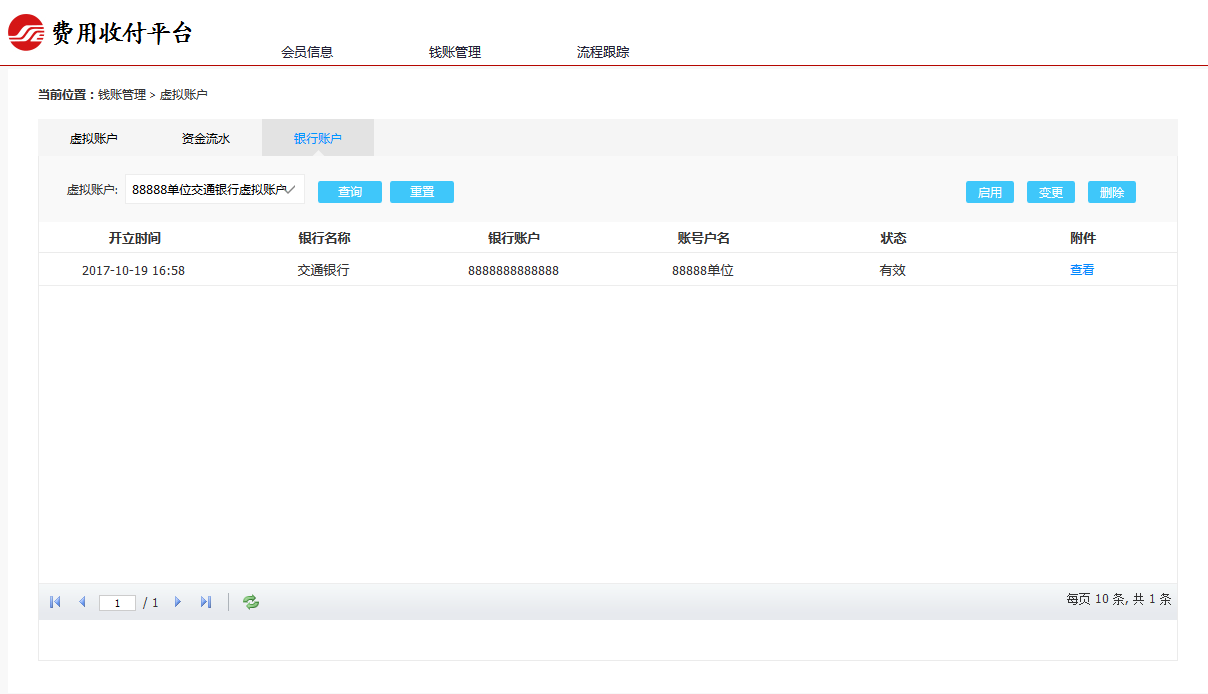 费用收付平台
会员信息 钱账管理 流程跟踪
当前位置：钱账管理 > 虚拟账户
虚拟账户 资金流水 银行账户
虚拟账户: 88888单位交通银行虚拟账户 查询 重置 启用 变更 删除
开立时间 银行名称 银行账户 账号户名 状态 附件
2017-10-19 16:58 交通银行 8888888888888 88888单位 有效 查看
1 / 1 每页 10 条, 共 1 条